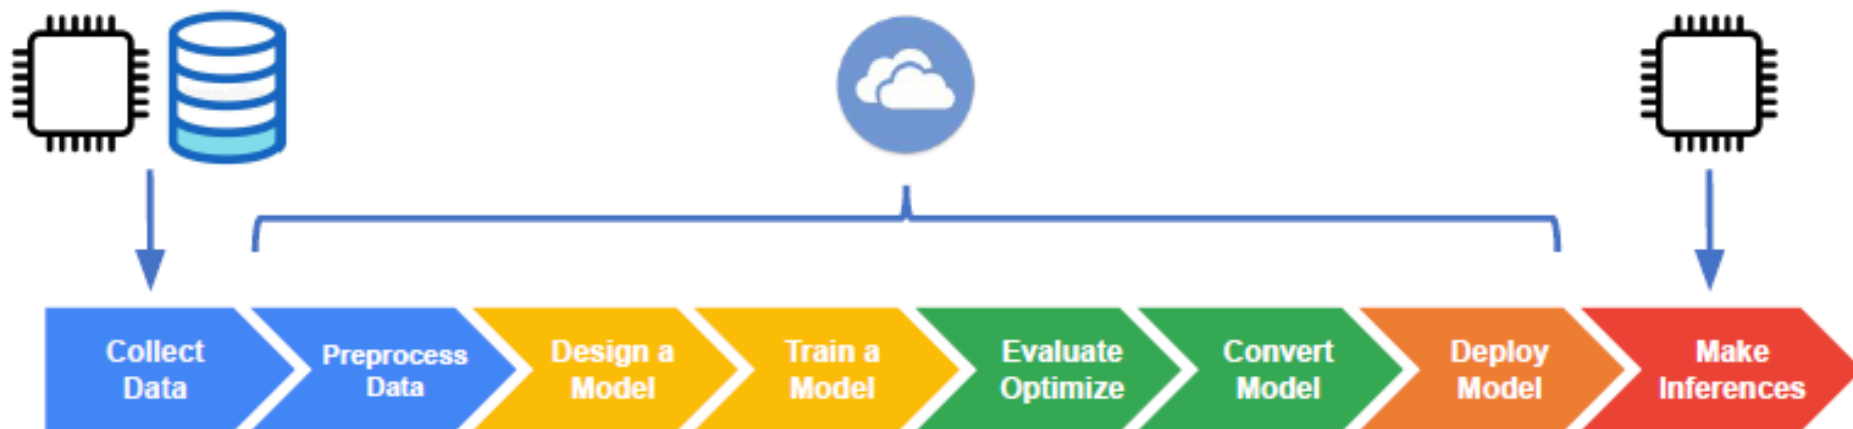 Collect
Data
Preprocess
Data
Design a
Model
Train a
Model
Evaluate
Optimize
Convert
Model
Deploy
Model
Make
Inferences